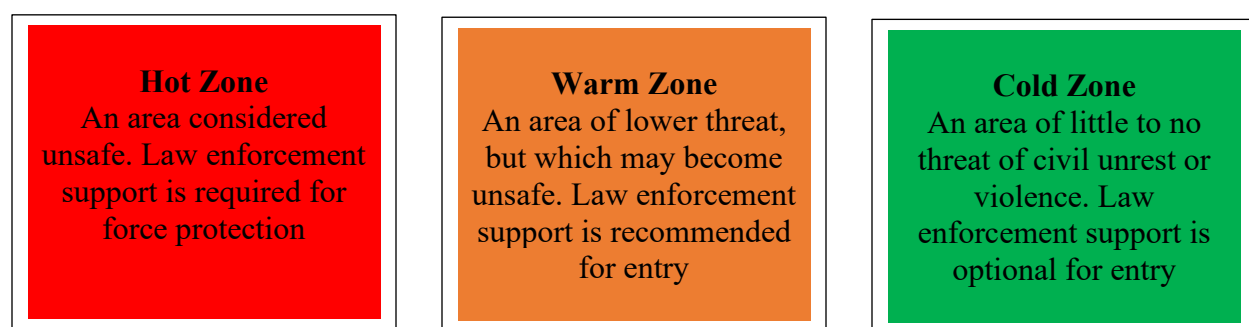 Hot Zone
An area considered
unsafe. Law enforcement
support is required for
force protection
Warm Zone
An area of lower threat,
but which may become
unsafe. Law enforcement
support is recommended
for entry
Cold Zone
An area of little to no
threat of civil unrest or
violence. Law
enforcement support is
optional for entry